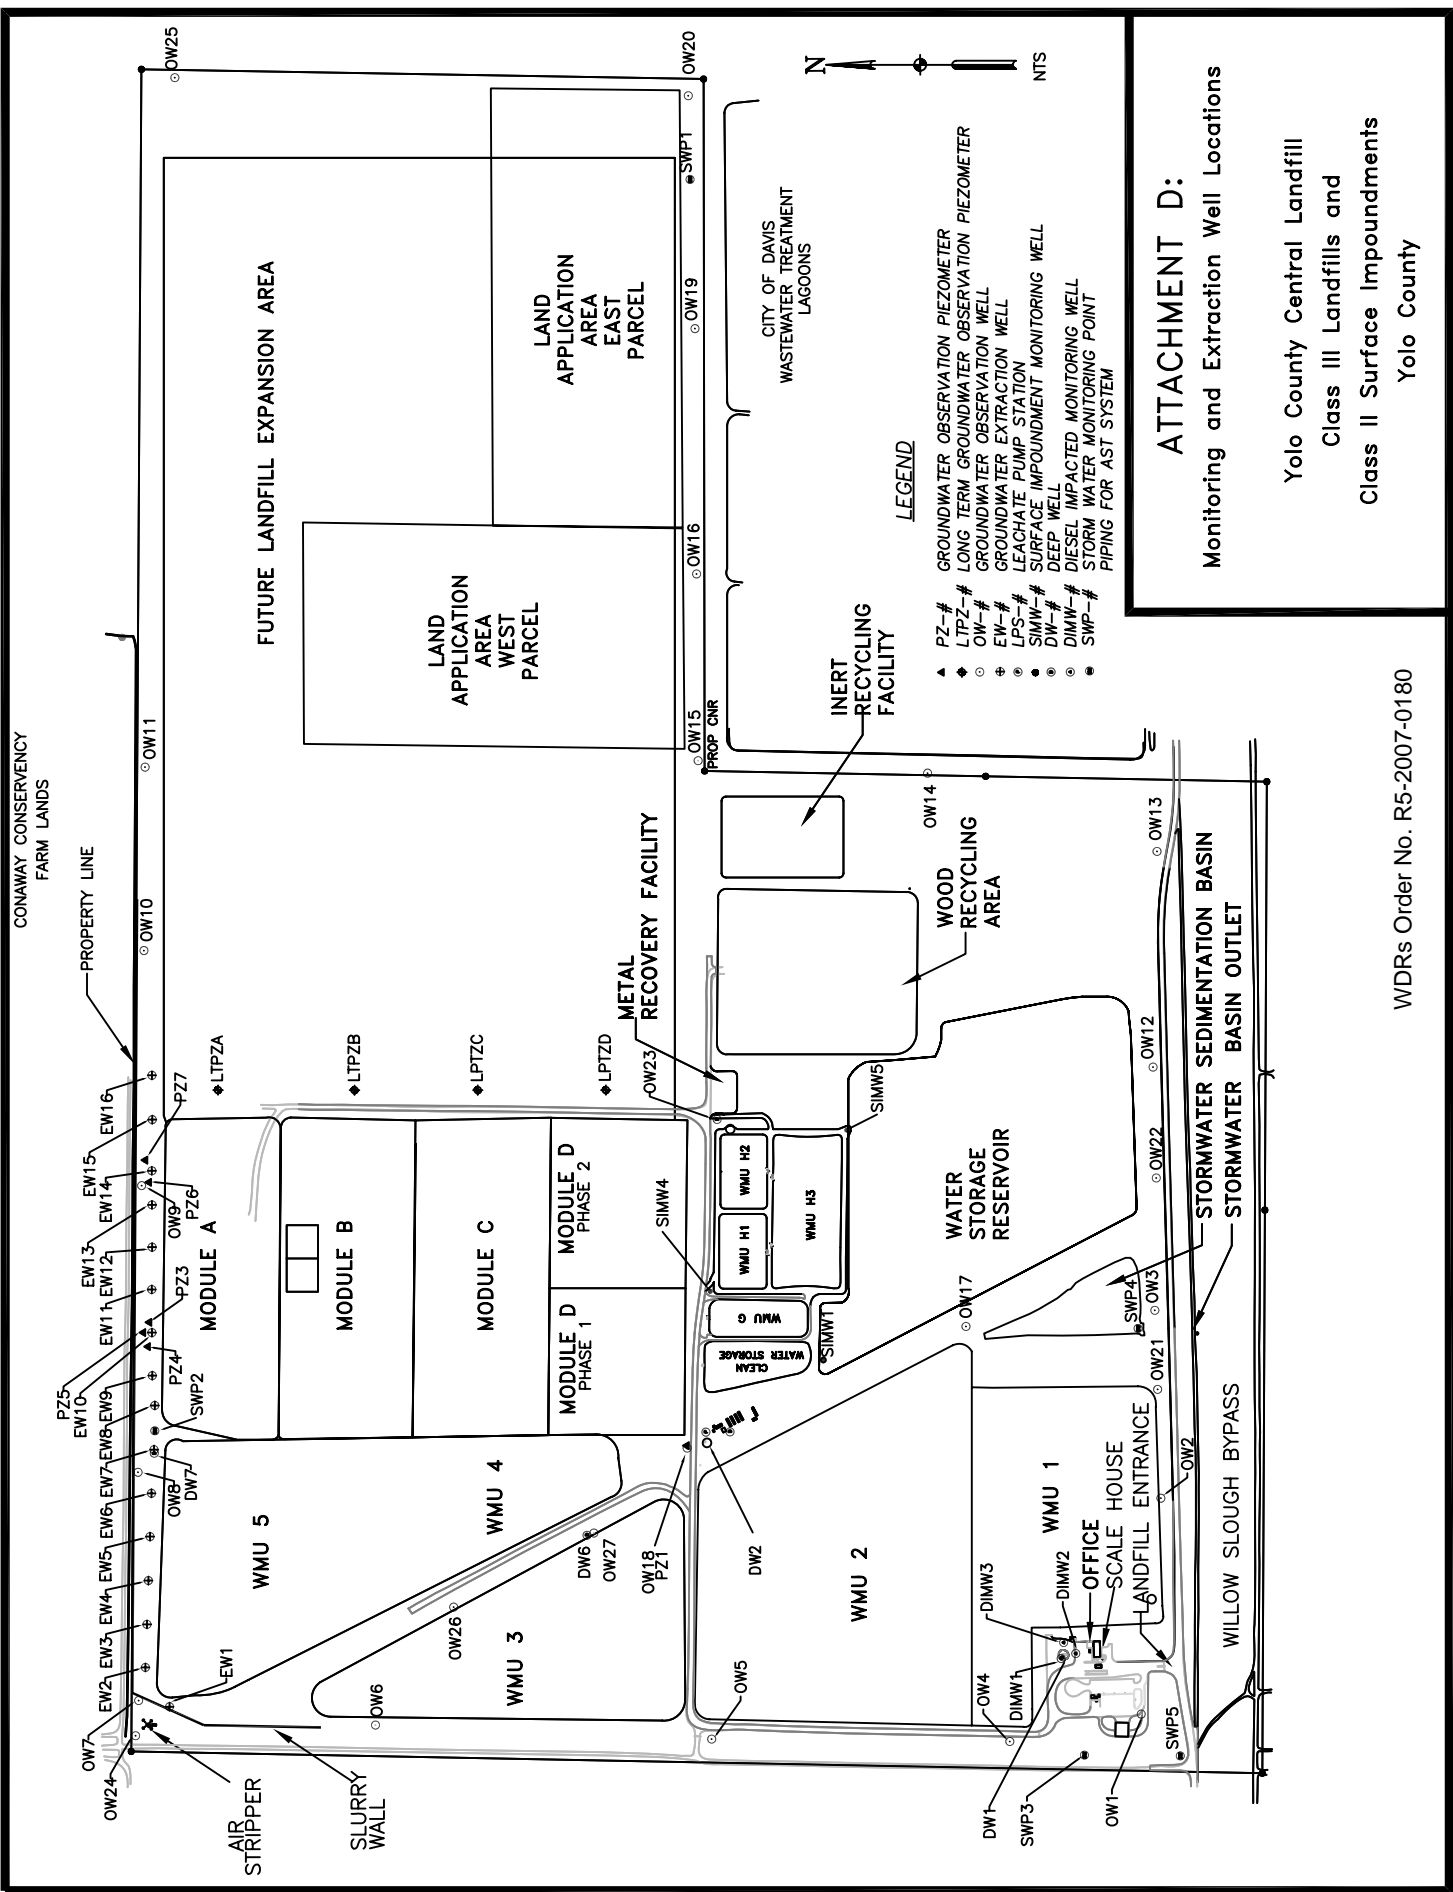 CONAWAY CONSERVENCY
FARM LANDS
PROPERTY LINE
OW24
OW7
EW2
EW3
EW4
EW5
EW6
OW8
EW7
DW7
EW8
SWP2
EW9
PZ5
EW10
PZ4
PZ3
EW11
EW12
EW13
OW9
PZ6
EW14
EW15
PZ7
EW16
OW10
OW11
OW25
AIR
STRIPPER
SLURRY
WALL
EW1
OW6
WMU 5
WMU 4
WMU 3
OW26
DW6
OW27
OW18
PZ1
MODULE A
MODULE B
MODULE C
MODULE D
PHASE 1
MODULE D
PHASE 2
LTPZA
LTPZB
LPTZC
LPTZD
FUTURE LANDFILL EXPANSION AREA
LAND
APPLICATION
AREA
WEST
PARCEL
LAND
APPLICATION
AREA
EAST
PARCEL
OW15
PROP CNR
OW16
OW19
SWP1
OW20
METAL
RECOVERY FACILITY
OW23
SIMW4
SIMW5
SIMW1
WMU H1
WMU H2
WMU H3
WMU G
CLEAN
WATER STORAGE
DW2
OW5
WMU 2
WMU 1
WATER
STORAGE
RESERVOIR
WOOD
RECYCLING
AREA
INERT
RECYCLING
FACILITY
OW14
OW17
OW4
DIMW1
DIMW3
DIMW2
DW1
SWP3
OW1
SWP5
OFFICE
SCALE HOUSE
LANDFILL ENTRANCE
OW2
OW21
SWP4
OW3
OW22
OW12
OW13
STORMWATER SEDIMENTATION BASIN
STORMWATER BASIN OUTLET
WILLOW SLOUGH BYPASS
CITY OF DAVIS
WASTEWATER TREATMENT
LAGOONS
N
NTS
LEGEND
PZ-# GROUNDWATER OBSERVATION PIEZOMETER
LTPZ-# LONG TERM GROUNDWATER OBSERVATION PIEZOMETER
OW-# GROUNDWATER OBSERVATION WELL
EW-# GROUNDWATER EXTRACTION WELL
LPS-# LEACHATE PUMP STATION
SIMW-# SURFACE IMPOUNDMENT MONITORING WELL
DW-# DEEP WELL
DIMW-# DIESEL IMPACTED MONITORING WELL
SWP-# STORM WATER MONITORING POINT
PIPING FOR AST SYSTEM
ATTACHMENT D:
Monitoring and Extraction Well Locations
Yolo County Central Landfill
Class III Landfills and
Class II Surface Impoundments
Yolo County
WDRs Order No. R5-2007-0180